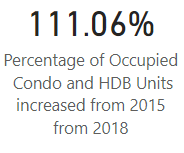 111.06%
Percentage of Occupied
Condo and HDB Units
increased from 2015
from 2018